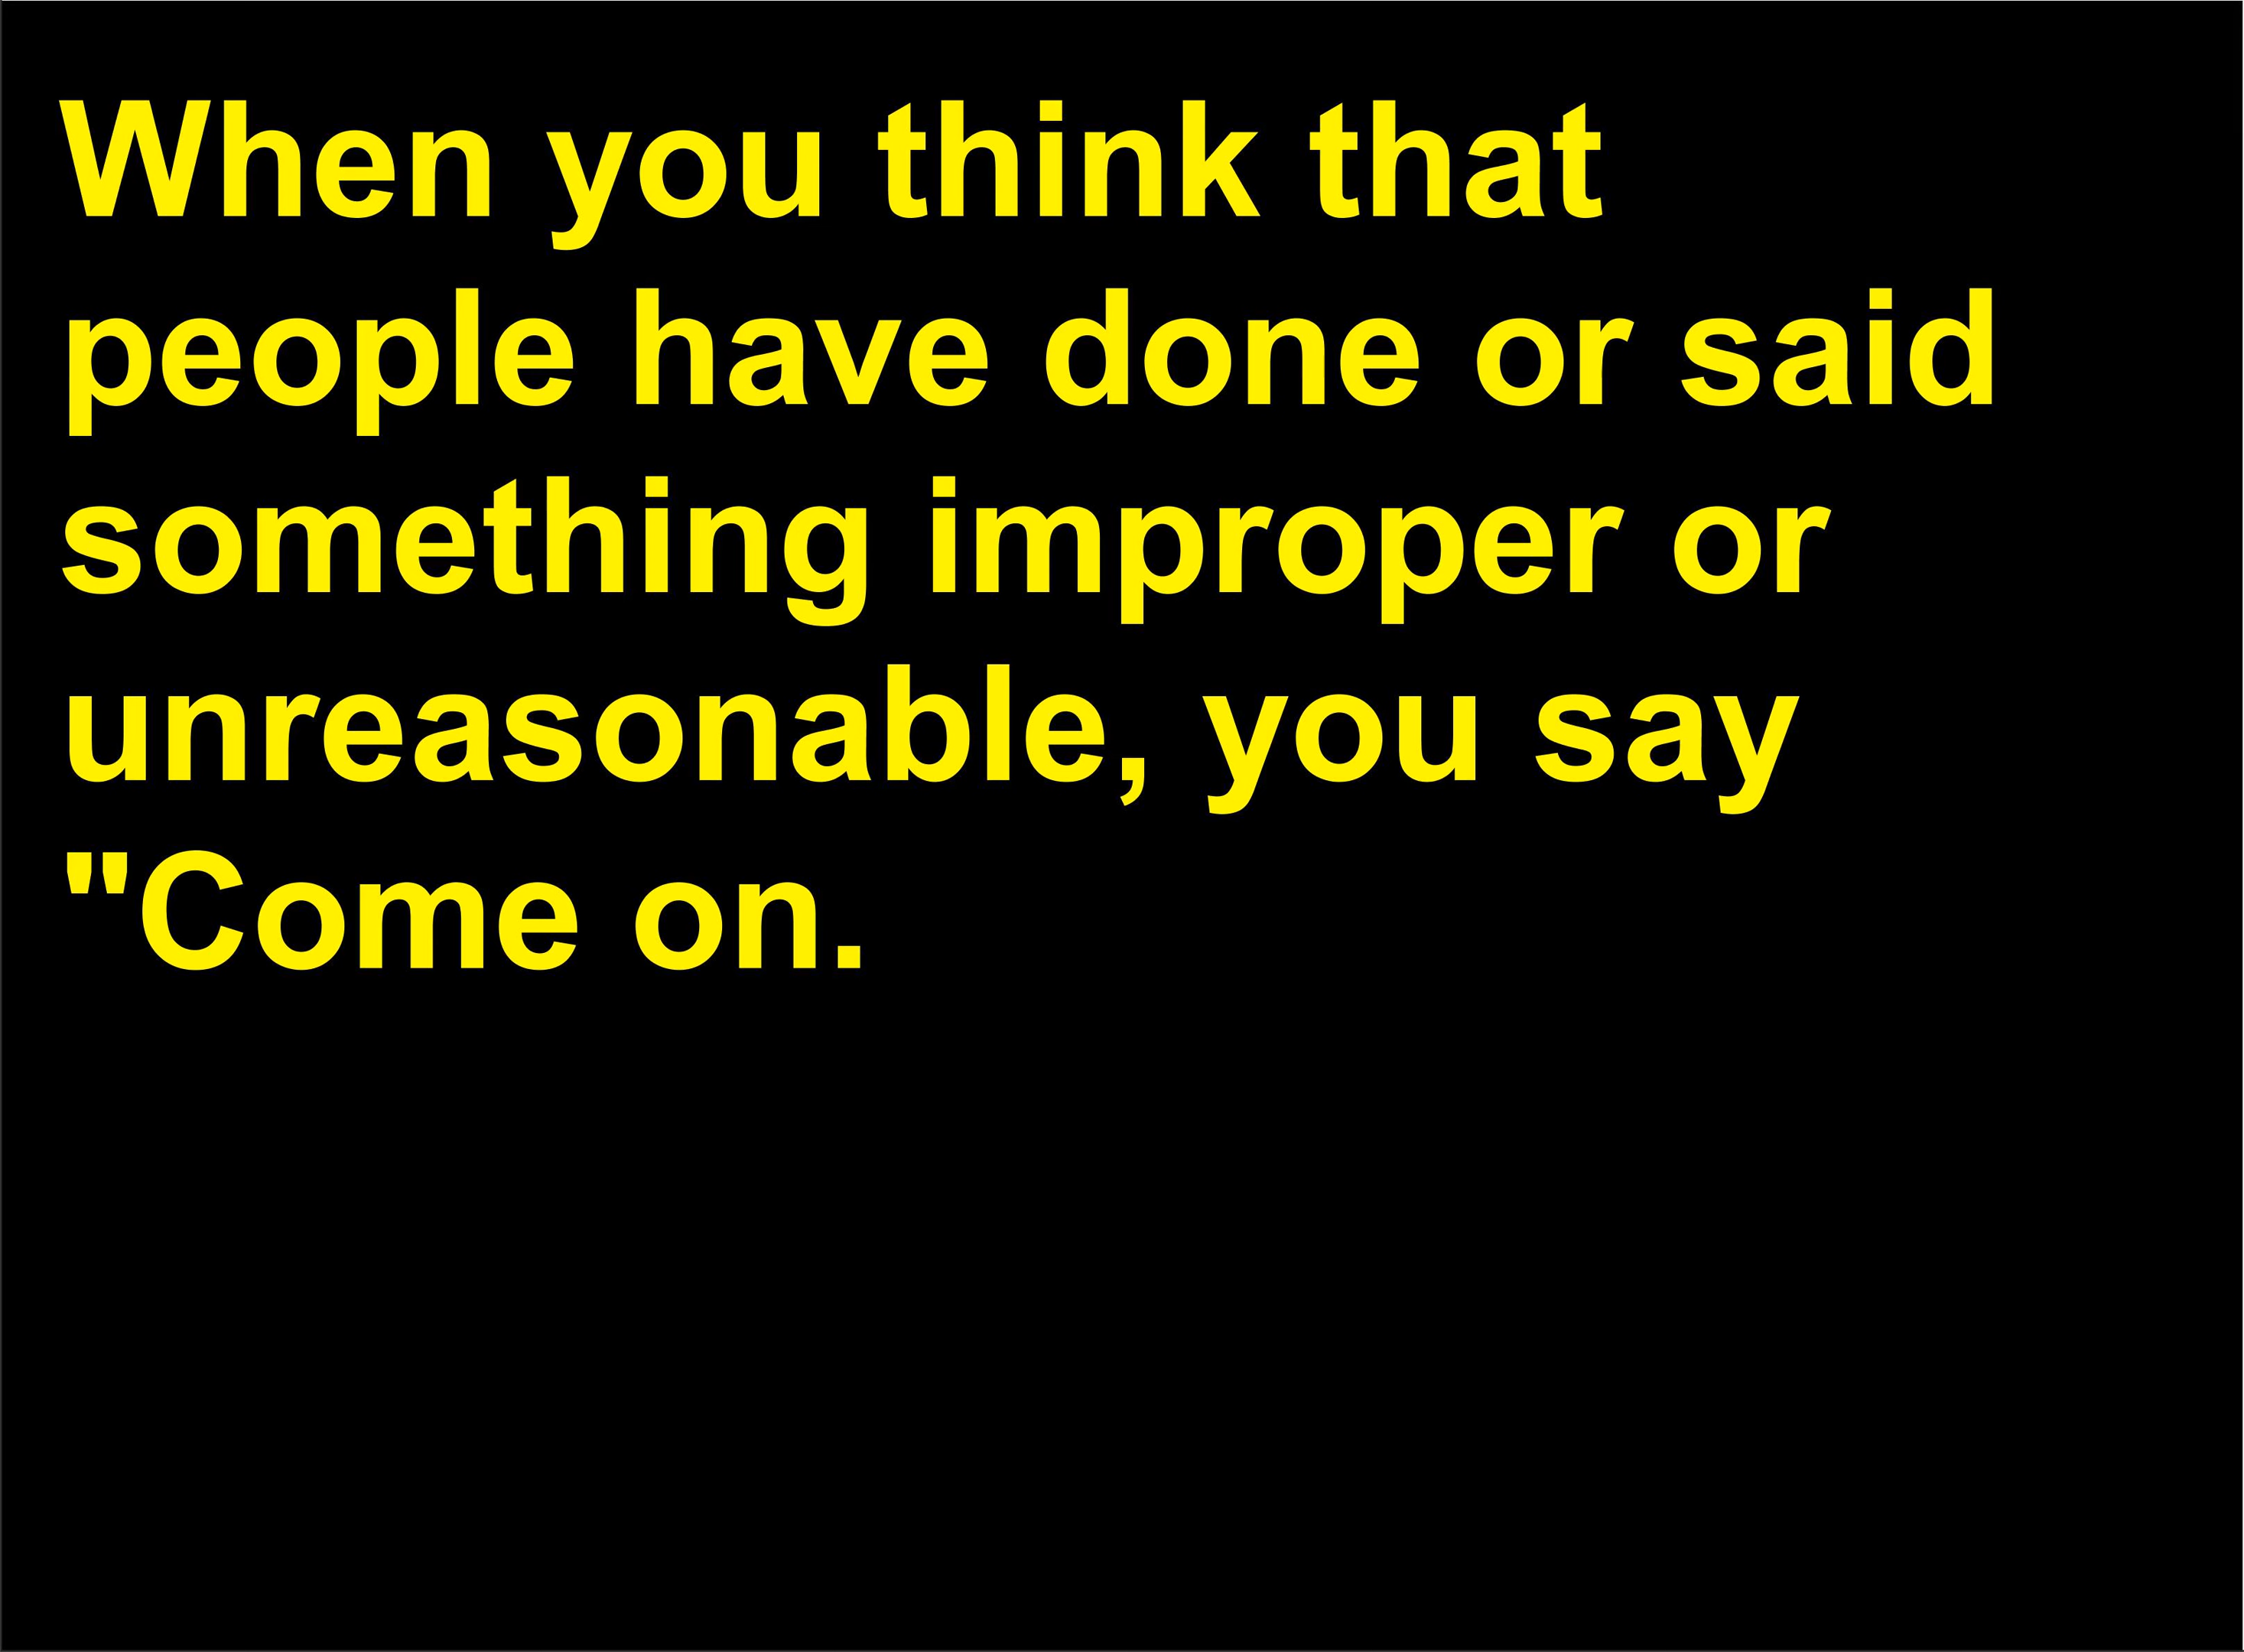 When you think that
people have done or said
something improper or
unreasonable, you say
"Come on.